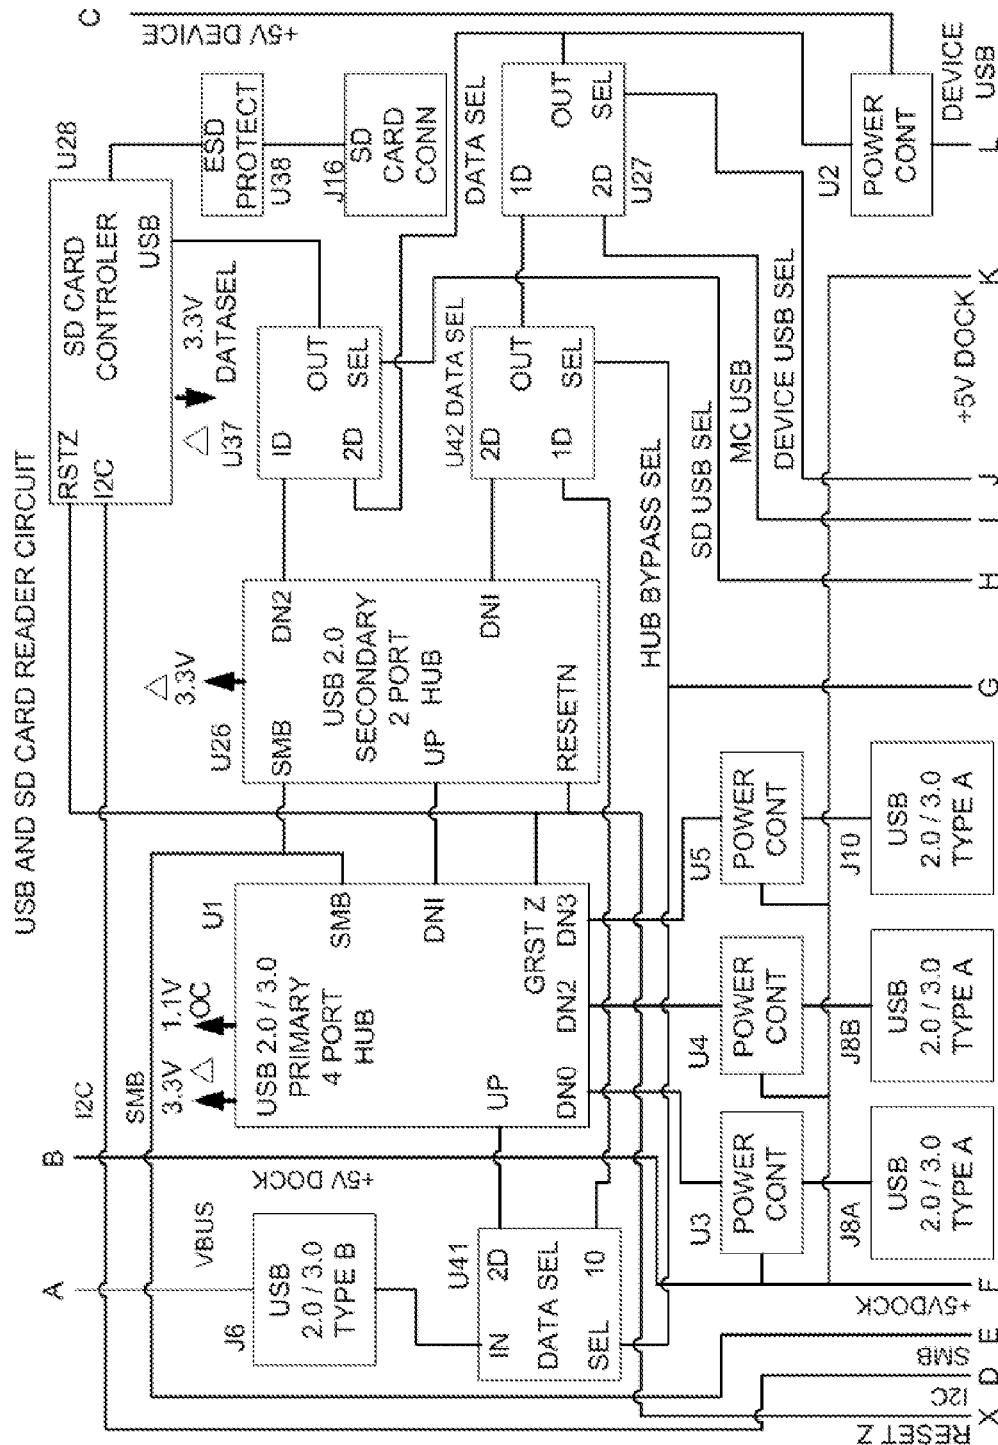 USB AND SD CARD READER CIRCUIT
A
VBUS
B
+5V DOCK
I2C
SMB
C
+5V DEVICE
J6
USB
2.0 / 3.0
TYPE B
U41
IN
2D
DATA SEL
SEL
10
3.3V △
1.1V
OC
U1
USB 2.0 / 3.0
PRIMARY
4 PORT
HUB
SMB
DNI
UP
GRST Z
DN0
DN2
DN3
△
3.3V
U26
SMB
DN2
USB 2.0
SECONDARY
2 PORT
HUB
UP
DNI
RESETN
U28
RSTZ
I2C
SD CARD
CONTROLER
USB
△
U37
3.3V
DATASEL
ID
OUT
2D
SEL
U42 DATA SEL
2D
OUT
1D
SEL
ESD
PROTECT
U38
J16
SD
CARD
CONN
DATA SEL
1D
OUT
2D
SEL
U27
HUB BYPASS SEL
SD USB SEL
MC USB
DEVICE USB SEL
U3
POWER
CONT
U4
POWER
CONT
U5
POWER
CONT
U2
POWER
CONT
J8A
USB
2.0 / 3.0
TYPE A
J8B
USB
2.0 / 3.0
TYPE A
J10
USB
2.0 / 3.0
TYPE A
RESET Z
I2C
SMB
+5VDOCK
+5V DOCK
DEVICE
USB
X
D
E
F
G
H
I
J
K
L